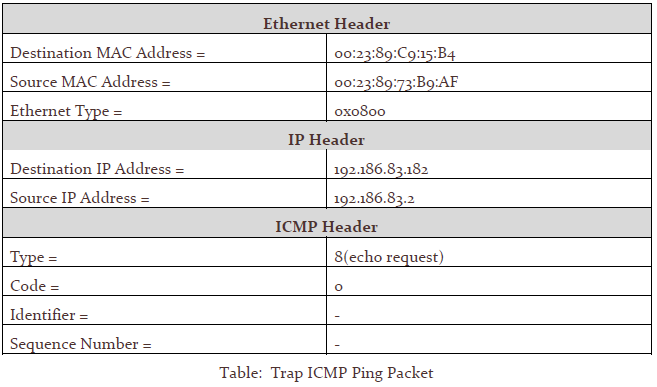 Ethernet Header
Destination MAC Address = 00:23:89:C9:15:B4
Source MAC Address = 00:23:89:73:B9:AF
Ethernet Type = 0x0800
IP Header
Destination IP Address = 192.186.83.182
Source IP Address = 192.186.83.2
ICMP Header
Type = 8(echo request)
Code = 0
Identifier = -
Sequence Number = -
Table: Trap ICMP Ping Packet